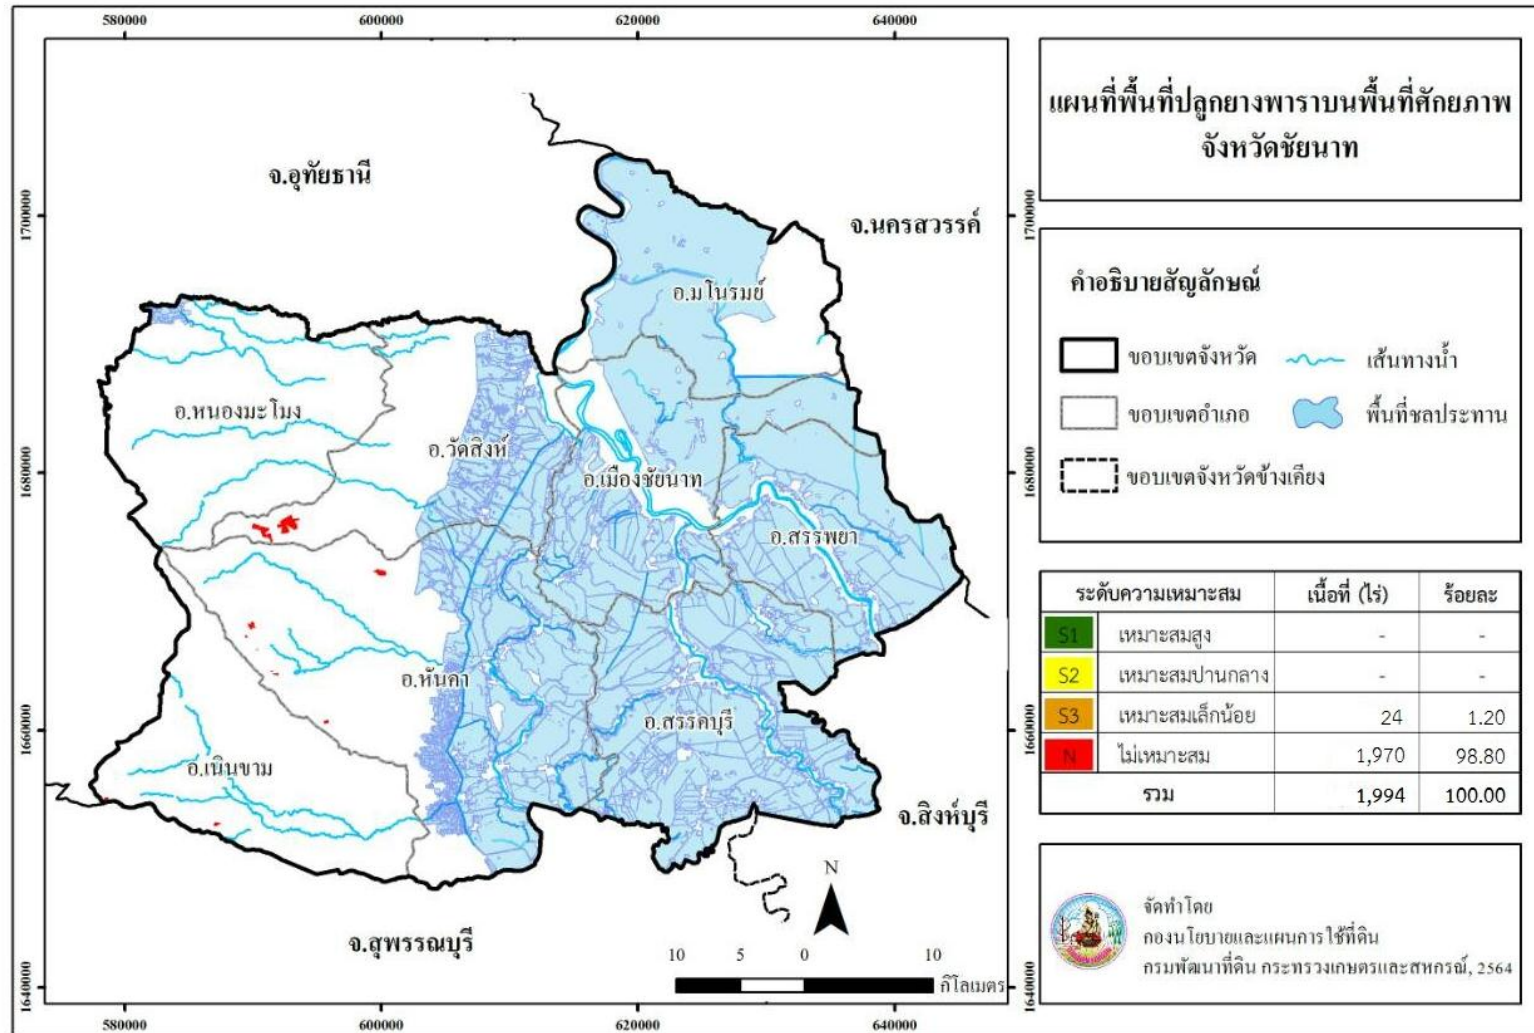 580000 600000 620000 640000
แผนที่พื้นที่ปลูกยางพาราบนพื้นที่ศักยภาพ
จังหวัดชัยนาท
จ.อุทัยธานี
1700000 1700000
จ.นครสวรรค์
คำอธิบายสัญลักษณ์
อ.มโนรมย์
ขอบเขตจังหวัด เส้นทางน้ำ
อ.หนองมะโมง
ขอบเขตอำเภอ พื้นที่ชลประทาน
อ.วัดสิงห์
ขอบเขตจังหวัดข้างเคียง
1680000 1680000
อ.เมืองชัยนาท
อ.สรรพยา
ระดับความเหมาะสม เนื้อที่ (ไร่) ร้อยละ
S1 เหมาะสมสูง - -
S2 เหมาะสมปานกลาง - -
S3 เหมาะสมเล็กน้อย 24 1.20
N ไม่เหมาะสม 1,970 98.80
รวม 1,994 100.00
อ.หันคา
อ.สรรคบุรี
1660000 1660000
อ.เนินขาม
จ.สิงห์บุรี
N
จ.สุพรรณบุรี
10 5 0 10
กิโลเมตร
จัดทำโดย
กองนโยบายและแผนการใช้ที่ดิน
กรมพัฒนาที่ดิน กระทรวงเกษตรและสหกรณ์, 2564
1640000 1640000
580000 600000 620000 640000